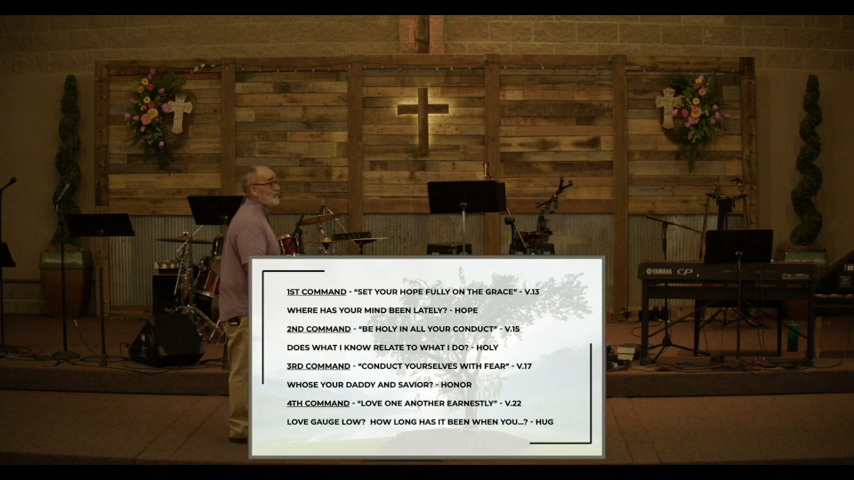 YAMAHA CP
1ST COMMAND - "SET YOUR HOPE FULLY ON THE GRACE" - V.13
WHERE HAS YOUR MIND BEEN LATELY? - HOPE
2ND COMMAND - "BE HOLY IN ALL YOUR CONDUCT" - V.15
DOES WHAT I KNOW RELATE TO WHAT I DO? - HOLY
3RD COMMAND - "CONDUCT YOURSELVES WITH FEAR" - V.17
WHOSE YOUR DADDY AND SAVIOR? - HONOR
4TH COMMAND - "LOVE ONE ANOTHER EARNESTLY" - V.22
LOVE GAUGE LOW? HOW LONG HAS IT BEEN WHEN YOU...? - HUG